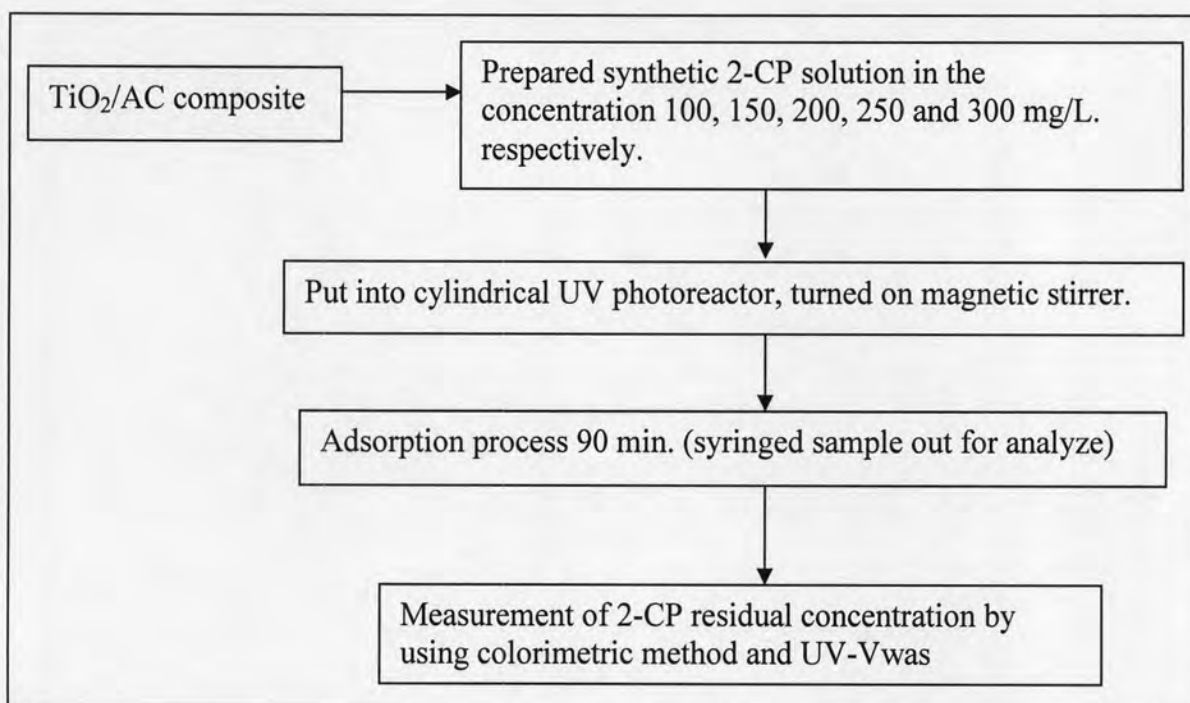 TiO₂/AC composite
Prepared synthetic 2-CP solution in the
concentration 100, 150, 200, 250 and 300 mg/L.
respectively.
Put into cylindrical UV photoreactor, turned on magnetic stirrer.
Adsorption process 90 min. (syringed sample out for analyze)
Measurement of 2-CP residual concentration by
using colorimetric method and UV-Vwas